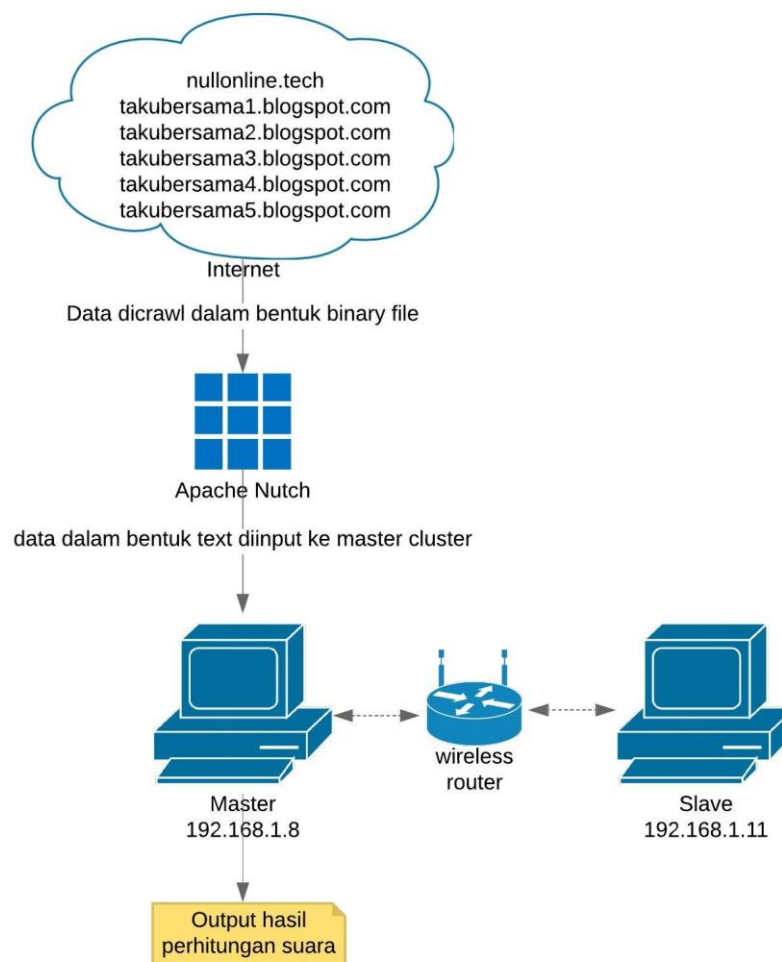 nullonline.tech
takubersama1.blogspot.com
takubersama2.blogspot.com
takubersama3.blogspot.com
takubersama4.blogspot.com
takubersama5.blogspot.com
Internet
Data dicrawl dalam bentuk binary file
Apache Nutch
data dalam bentuk text diinput ke master cluster
wireless
router
Master
192.168.1.8
Slave
192.168.1.11
Output hasil
perhitungan suara